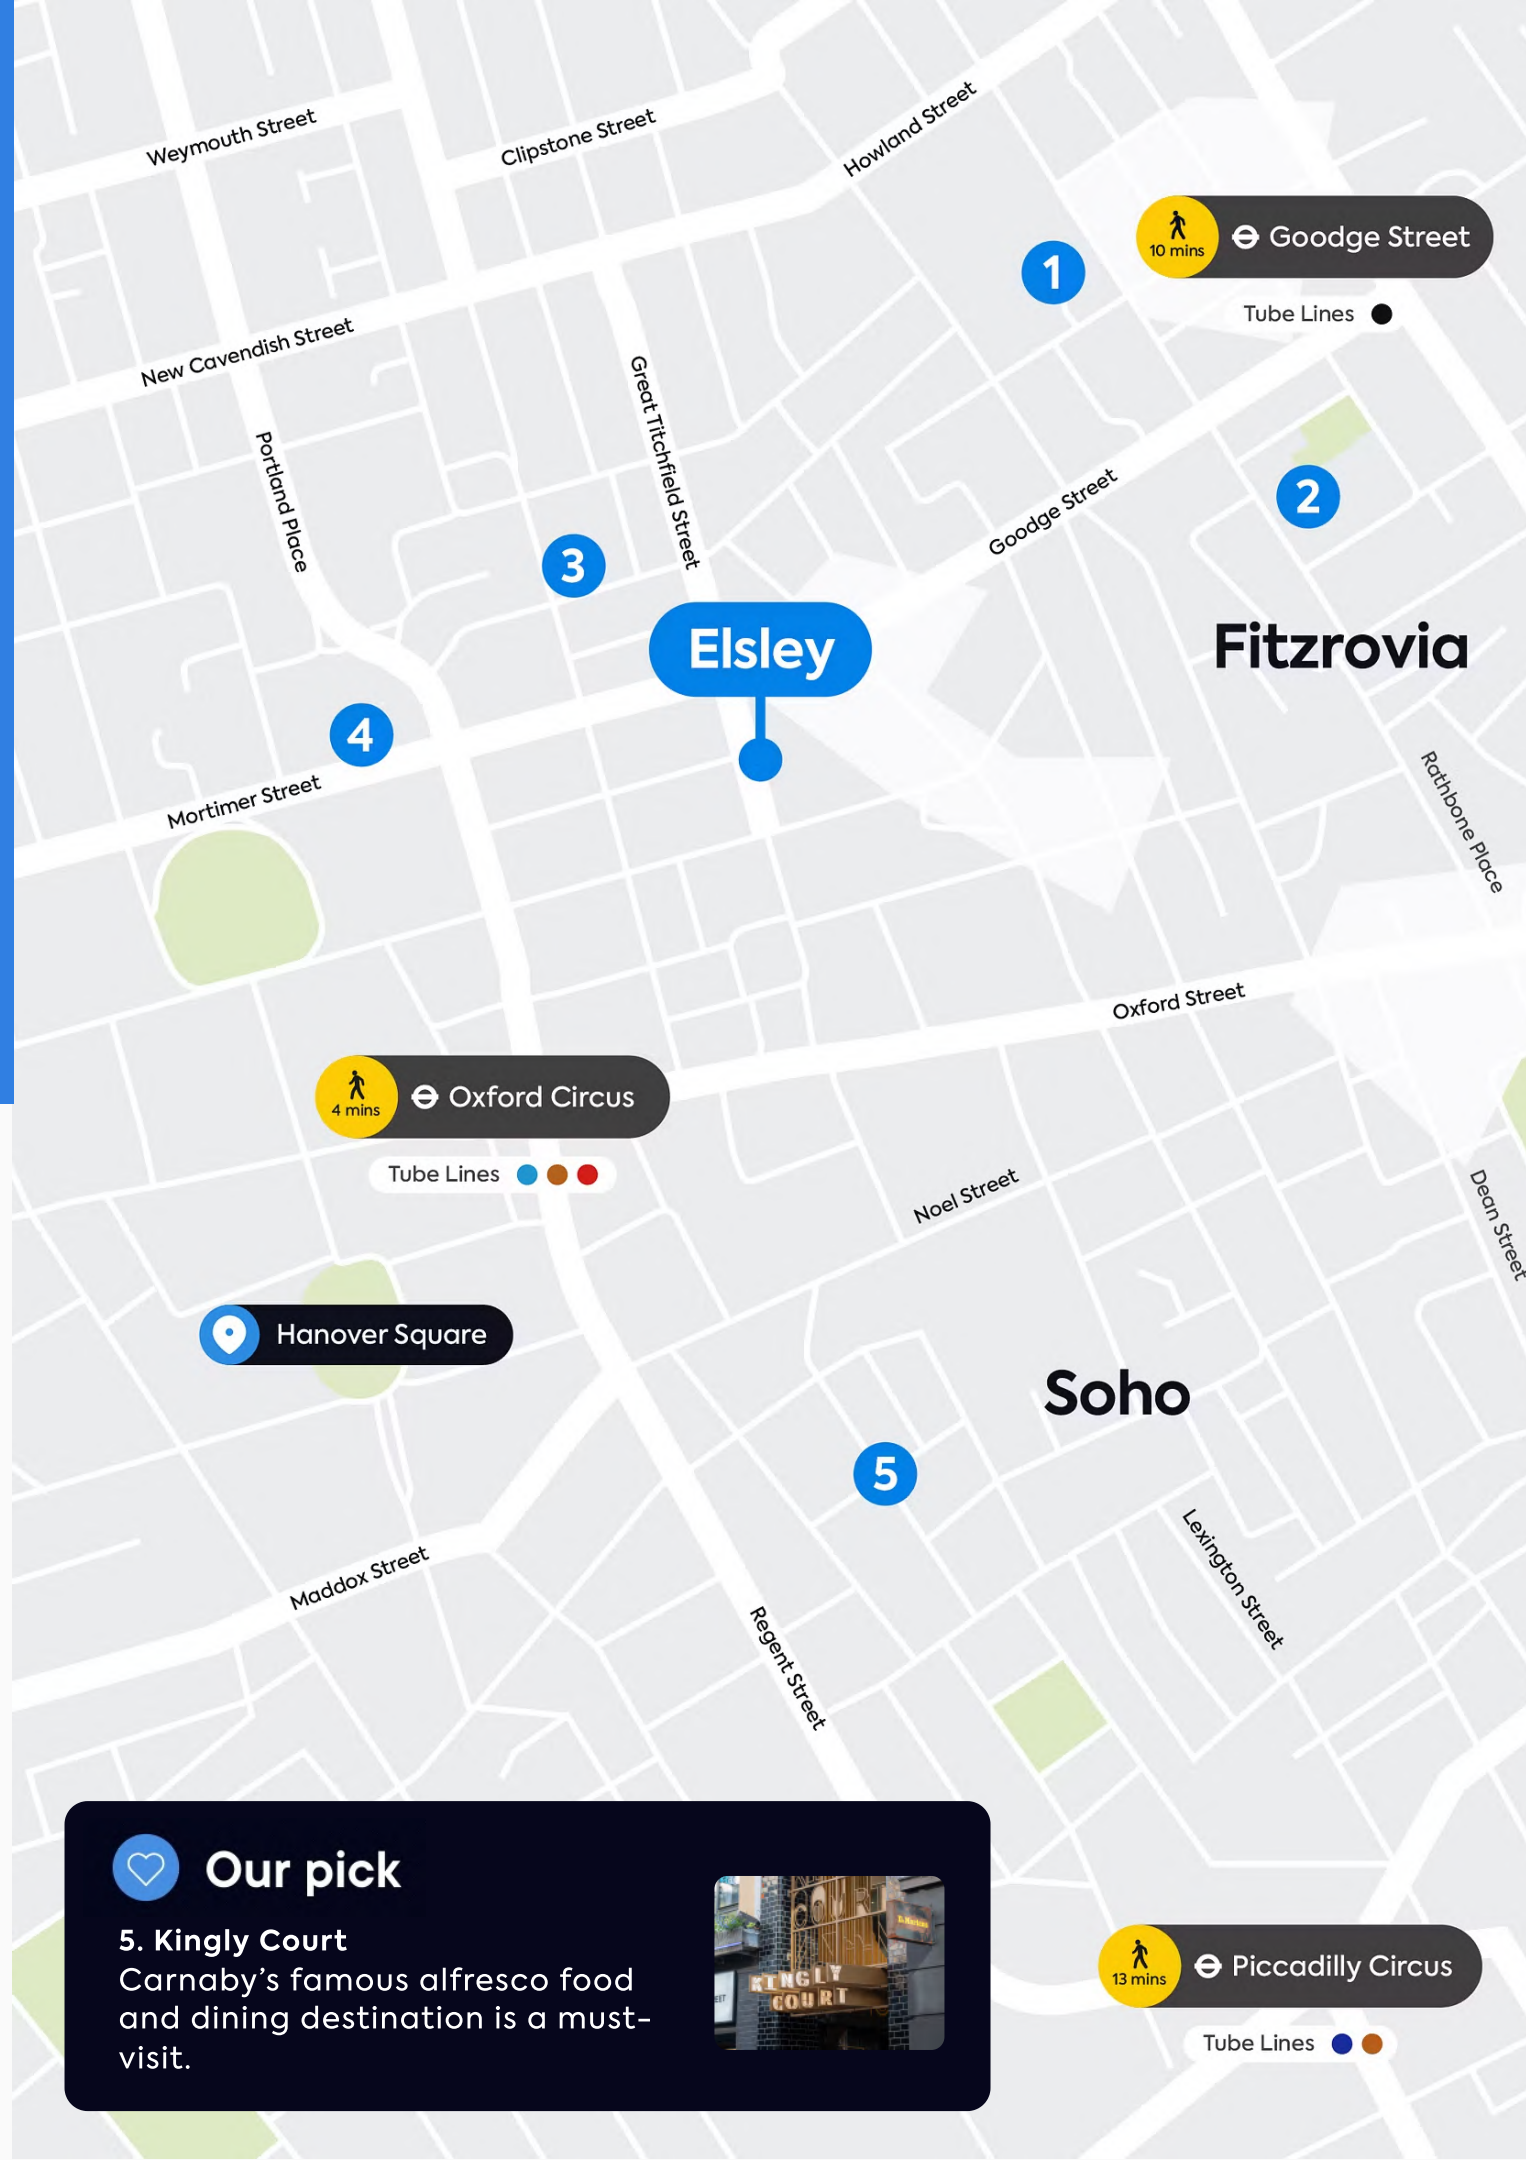 Weymouth Street
Clipstone Street
Howland Street
10 mins
Goodge Street
Tube Lines
1
New Cavendish Street
Great Titchfield Street
Portland Place
Goodge Street
2
3
Elsley
Fitzrovia
4
Mortimer Street
Rathbone Place
Oxford Street
4 mins
Oxford Circus
Tube Lines
Noel Street
Dean Street
Hanover Square
Soho
5
Lexington Street
Maddox Street
Regent Street
Our pick
5. Kingly Court
Carnaby’s famous alfresco food
and dining destination is a must-
visit.
COURT
KINGLY
COURT
13 mins
Piccadilly Circus
Tube Lines